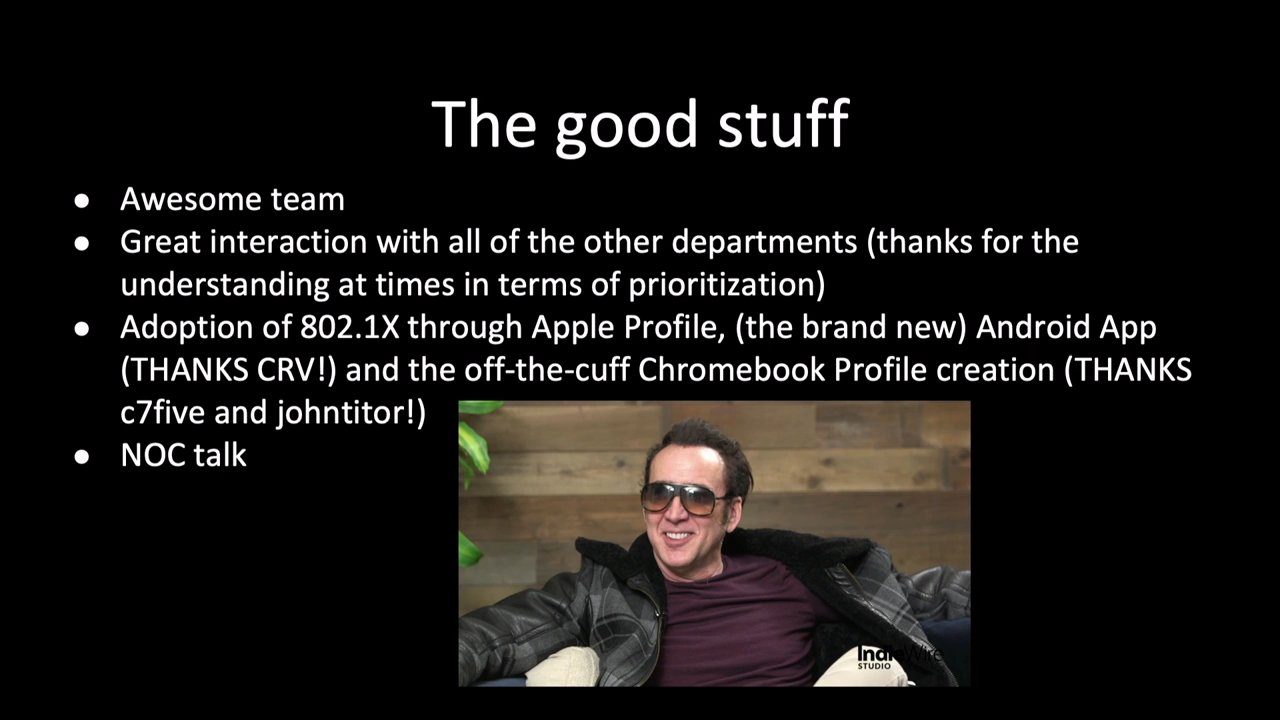 The good stuff
● Awesome team
● Great interaction with all of the other departments (thanks for the
understanding at times in terms of prioritization)
● Adoption of 802.1X through Apple Profile, (the brand new) Android App
(THANKS CRV!) and the off-the-cuff Chromebook Profile creation (THANKS
c7five and johntitor!)
● NOC talk
IndieWire
STUDIO